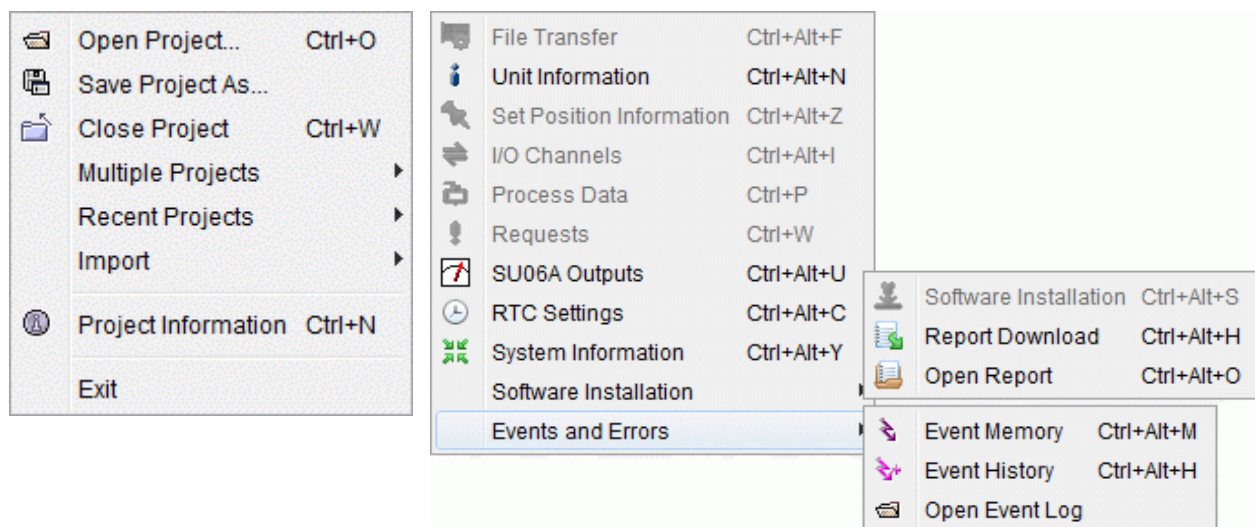 Open Project... Ctrl+O
Save Project As...
Close Project Ctrl+W
Multiple Projects
Recent Projects
Import
Project Information Ctrl+N
Exit
File Transfer Ctrl+Alt+F
Unit Information Ctrl+Alt+N
Set Position Information Ctrl+Alt+Z
I/O Channels Ctrl+Alt+I
Process Data Ctrl+P
Requests Ctrl+W
SU06A Outputs Ctrl+Alt+U
RTC Settings Ctrl+Alt+C
System Information Ctrl+Alt+Y
Software Installation
Events and Errors
Software Installation Ctrl+Alt+S
Report Download Ctrl+Alt+H
Open Report Ctrl+Alt+O
Event Memory Ctrl+Alt+M
Event History Ctrl+Alt+H
Open Event Log